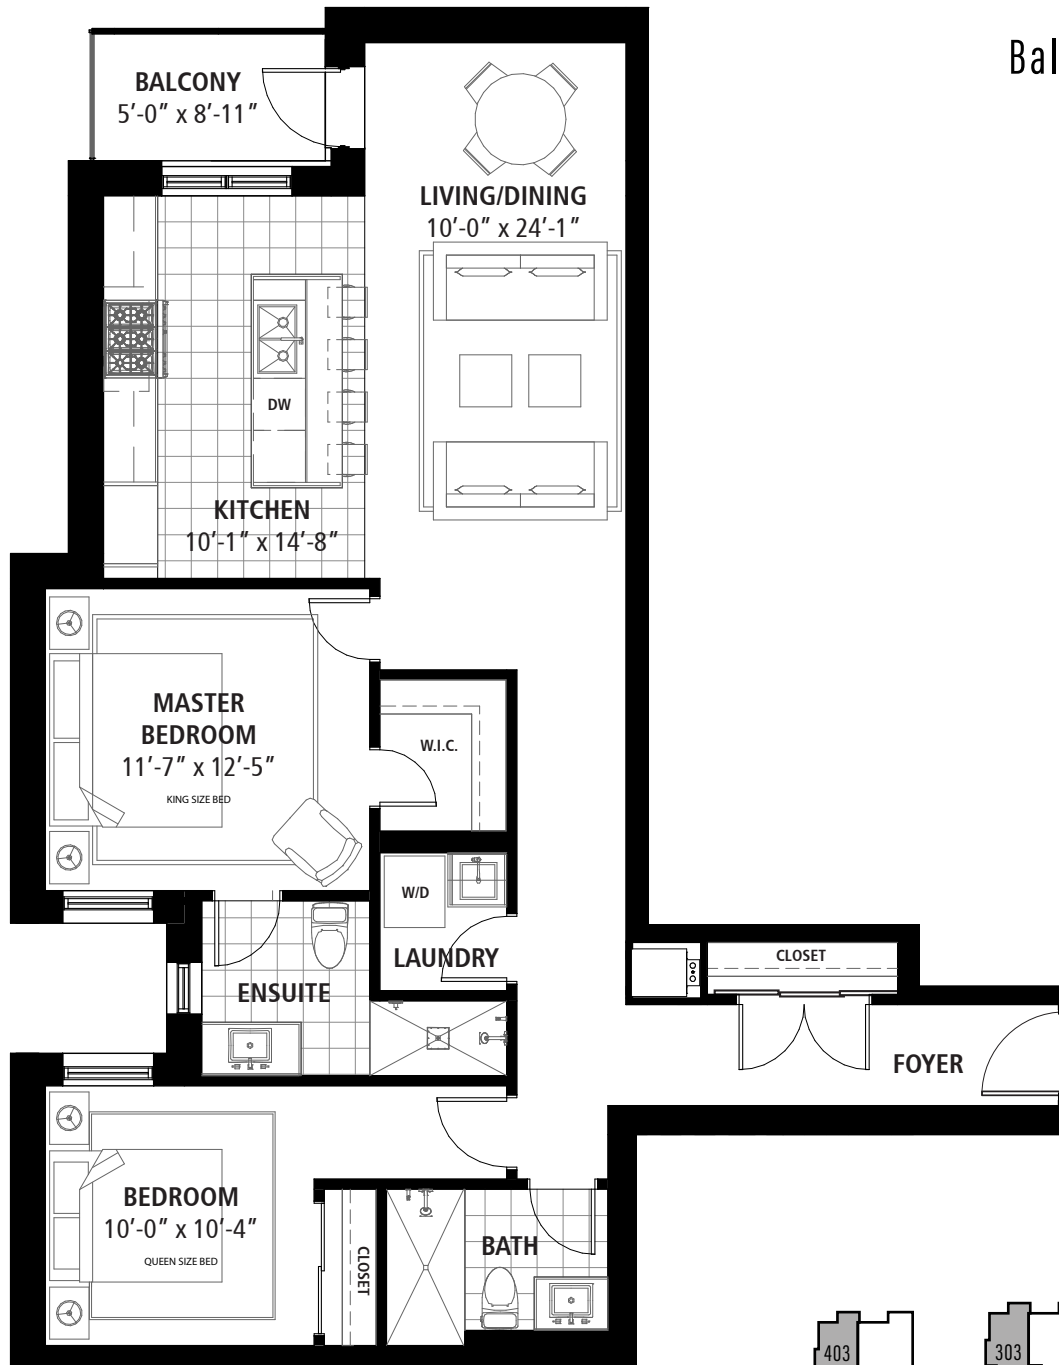 Bal
BALCONY
5'-0" x 8'-11"
LIVING/DINING
10'-0" x 24'-1"
DW
KITCHEN
10'-1" x 14'-8"
MASTER
BEDROOM
11'-7" x 12'-5"
KING SIZE BED
W.I.C.
W/D
LAUNDRY
ENSUITE
CLOSET
FOYER
BEDROOM
10'-0" x 10'-4"
QUEEN SIZE BED
CLOSET
BATH
403
303